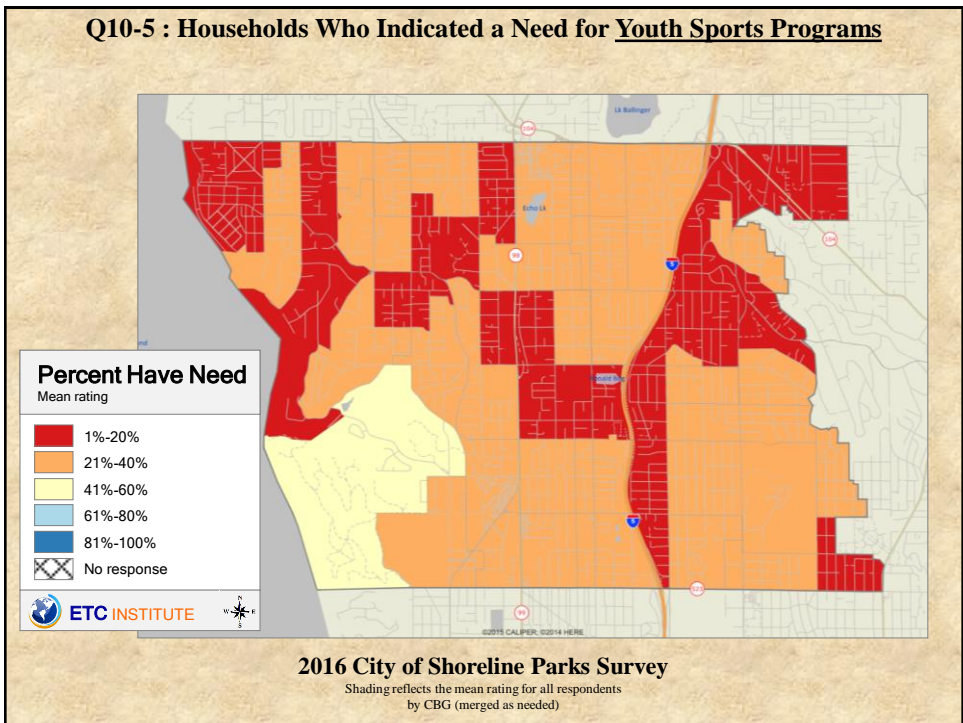 Q10-5 : Households Who Indicated a Need for Youth Sports Programs
Lk Ballinger
104
Echo Lk
99
104
5
nd
Percent Have Need
Mean rating
1%-20%
21%-40%
41%-60%
61%-80%
81%-100%
No response
ETC INSTITUTE
N
W
E
S
5
523
99
©2015 CALIPER; ©2014 HERE
2016 City of Shoreline Parks Survey
Shading reflects the mean rating for all respondents
by CBG (merged as needed)